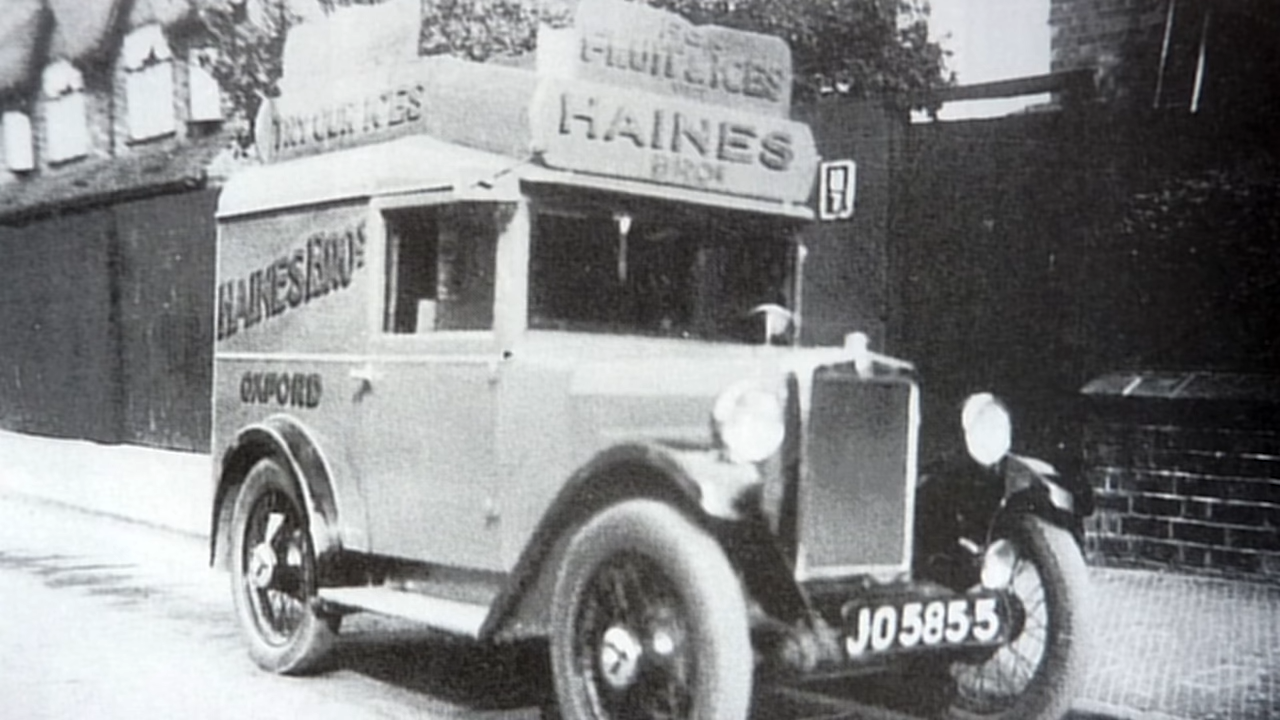 TRY OUR ICES
FRUIT ICES
HAINES
BROS
HAINES BROS
OXFORD
JO 5855